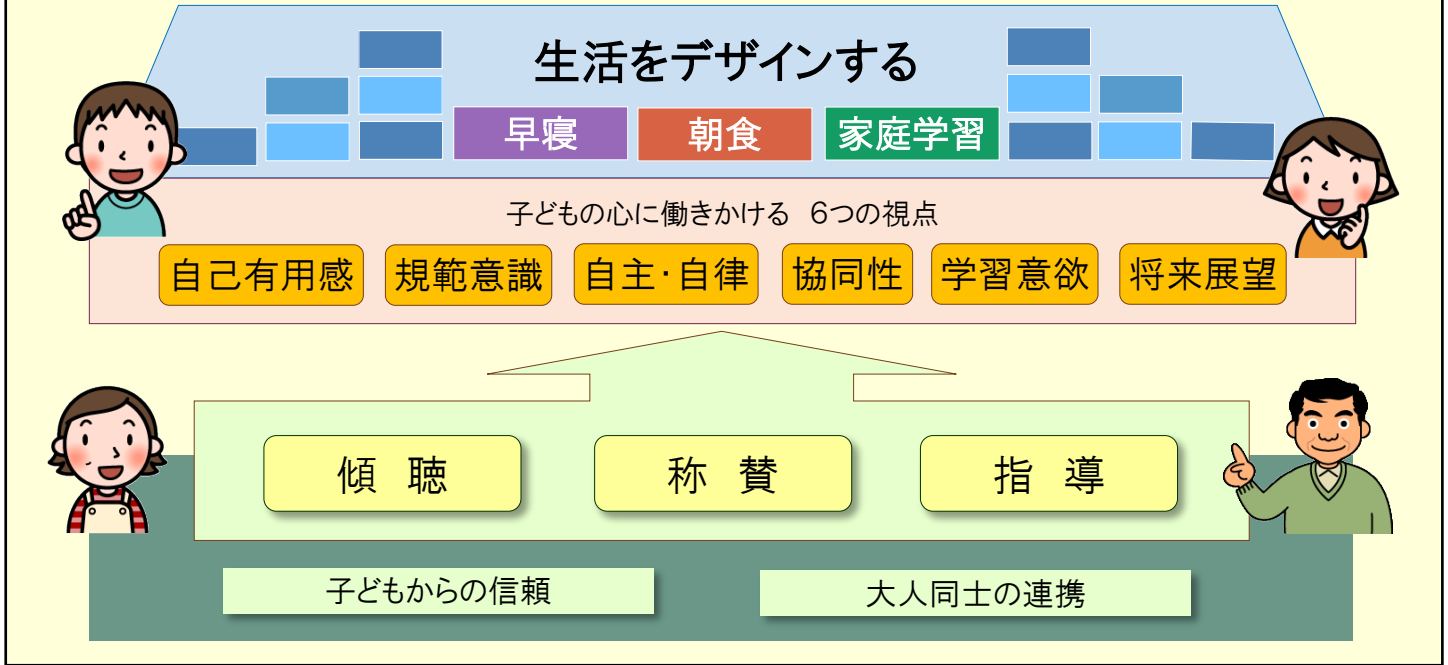 生活をデザインする
早寝 朝食 家庭学習
子どもの心に働きかける 6つの視点
自己有用感 規範意識 自主・自律 協同性 学習意欲 将来展望
傾 聴 称 賛 指 導
子どもからの信頼 大人同士の連携